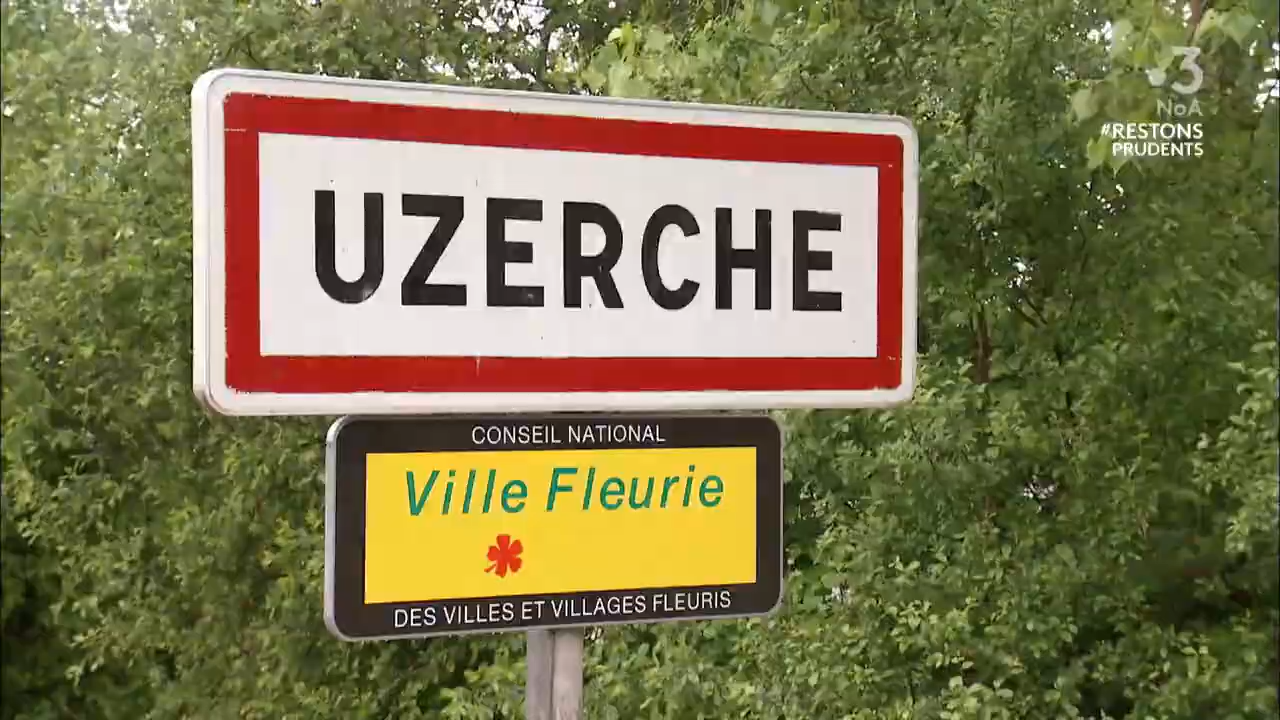 3
NoA
#RESTONS
PRUDENTS
UZERCHE
CONSEIL NATIONAL
Ville Fleurie
DES VILLES ET VILLAGES FLEURIS